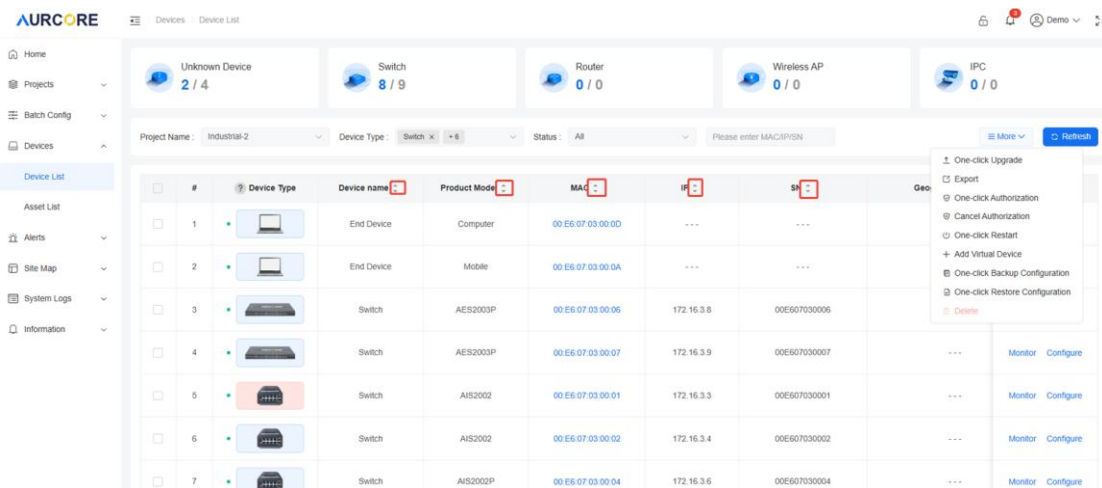 AURCORE
Devices Device List
3
Demo
Home
Projects
Batch Config
Devices
Device List
Asset List
Alerts
Site Map
System Logs
Information
Unknown Device
2 / 4
Switch
8 / 9
Router
0 / 0
Wireless AP
0 / 0
IPC
0 / 0
Project Name : Industrial-2 Device Type : Switch × + 6 Status : All Please enter MAC/IP/SN More Refresh
One-click Upgrade
Export
One-click Authorization
Cancel Authorization
One-click Restart
Add Virtual Device
One-click Backup Configuration
One-click Restore Configuration
Delete
# ? Device Type Device name Product Mode MAC IP SN Geo
1 End Device Computer 00:E6:07:03:00:0D - - - - - -
2 End Device Mobile 00:E6:07:03:00:0A - - - - - -
3 Switch AES2003P 00:E6:07:03:00:06 172.16.3.8 00E607030006
4 Switch AES2003P 00:E6:07:03:00:07 172.16.3.9 00E607030007 - - - Monitor Configure
5 Switch AIS2002 00:E6:07:03:00:01 172.16.3.3 00E607030001 - - - Monitor Configure
6 Switch AIS2002 00:E6:07:03:00:02 172.16.3.4 00E607030002 - - - Monitor Configure
7 Switch AIS2002P 00:E6:07:03:00:04 172.16.3.6 00E607030004 - - - Monitor Configure